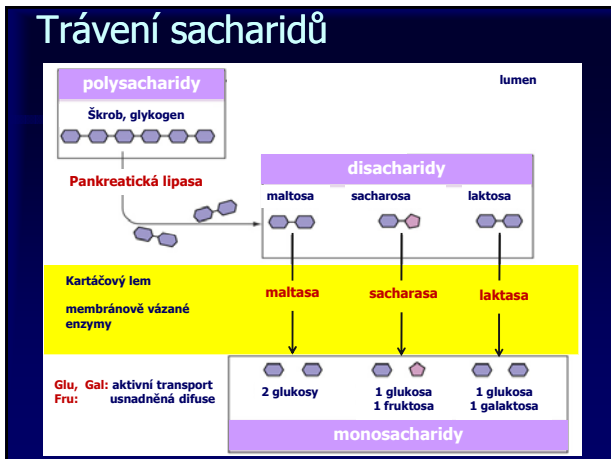 Trávení sacharidů
polysacharidy
lumen
Škrob, glykogen
Pankreatická lipasa
disacharidy
maltosa sacharosa laktosa
Kartáčový lem
membránově vázané
enzymy
maltasa sacharasa laktasa
Glu, Gal: aktivní transport
Fru: usnadněná difuse
2 glukosy 1 glukosa 1 glukosa
1 fruktosa 1 galaktosa
monosacharidy